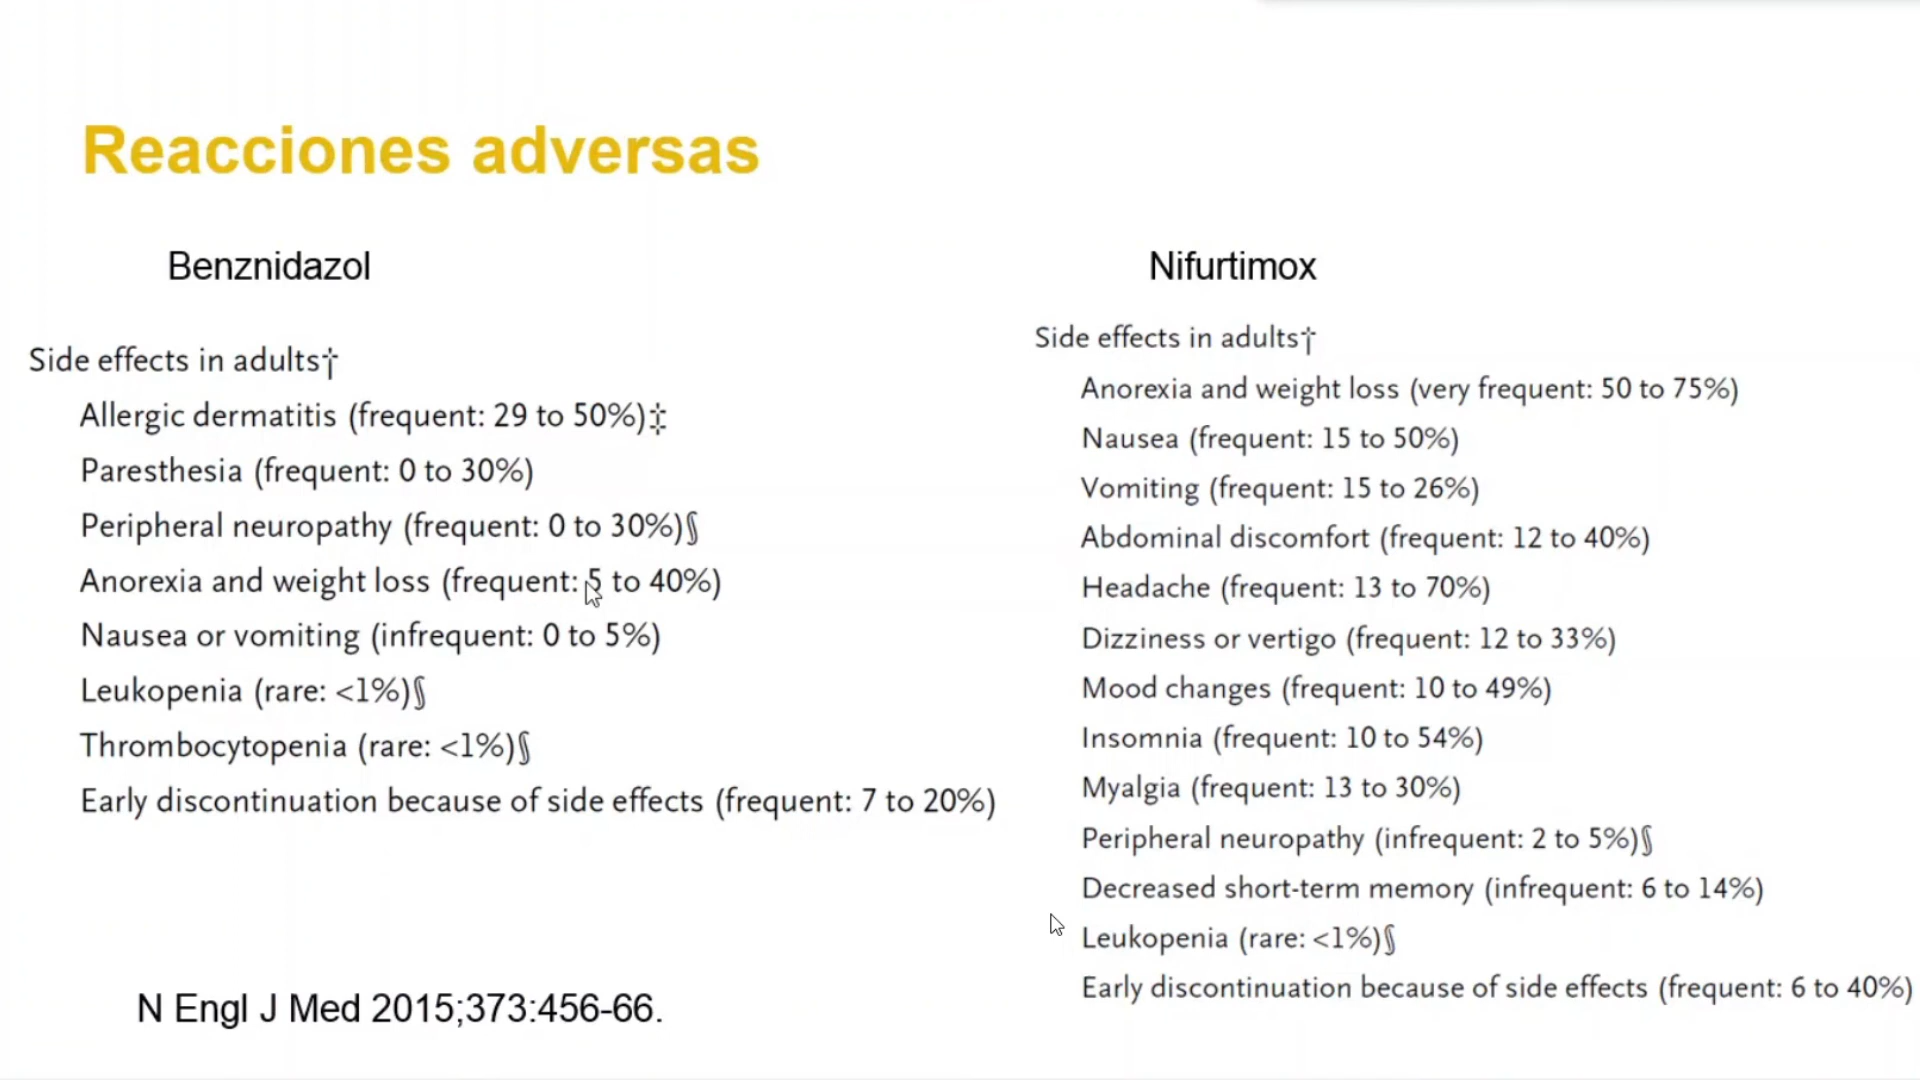 Reacciones adversas
Benznidazol
Side effects in adults†
Allergic dermatitis (frequent: 29 to 50%)‡
Paresthesia (frequent: 0 to 30%)
Peripheral neuropathy (frequent: 0 to 30%)§
Anorexia and weight loss (frequent: 5 to 40%)
Nausea or vomiting (infrequent: 0 to 5%)
Leukopenia (rare: <1%)§
Thrombocytopenia (rare: <1%)§
Early discontinuation because of side effects (frequent: 7 to 20%)
N Engl J Med 2015;373:456-66.
Nifurtimox
Side effects in adults†
Anorexia and weight loss (very frequent: 50 to 75%)
Nausea (frequent: 15 to 50%)
Vomiting (frequent: 15 to 26%)
Abdominal discomfort (frequent: 12 to 40%)
Headache (frequent: 13 to 70%)
Dizziness or vertigo (frequent: 12 to 33%)
Mood changes (frequent: 10 to 49%)
Insomnia (frequent: 10 to 54%)
Myalgia (frequent: 13 to 30%)
Peripheral neuropathy (infrequent: 2 to 5%)§
Decreased short-term memory (infrequent: 6 to 14%)
Leukopenia (rare: <1%)§
Early discontinuation because of side effects (frequent: 6 to 40%)